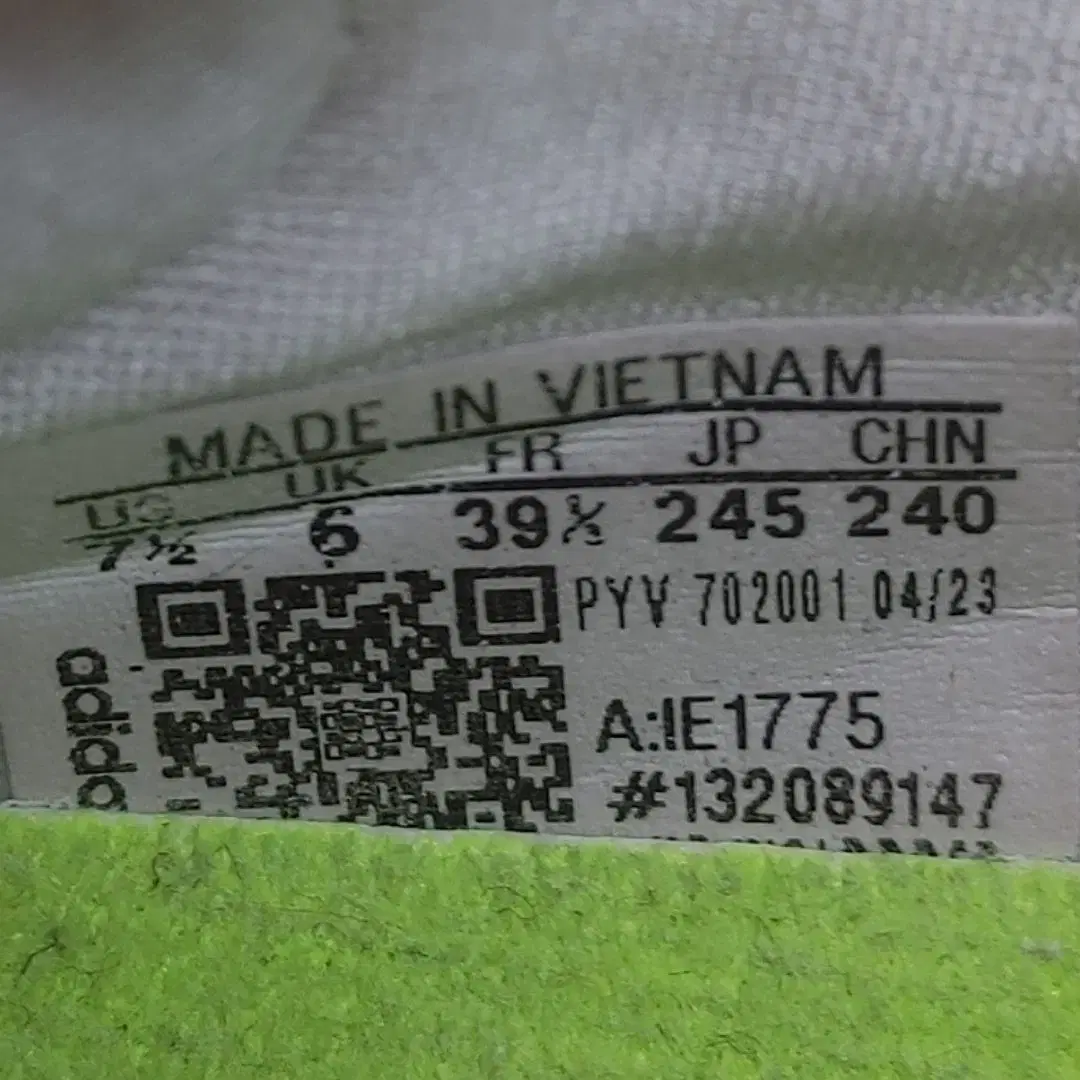 MADE IN VIETNAM
US UK FR JP CHN
7½ 6 39⅓ 245 240
PYV 702001 04/23
adidas
A:IE1775
#132089147